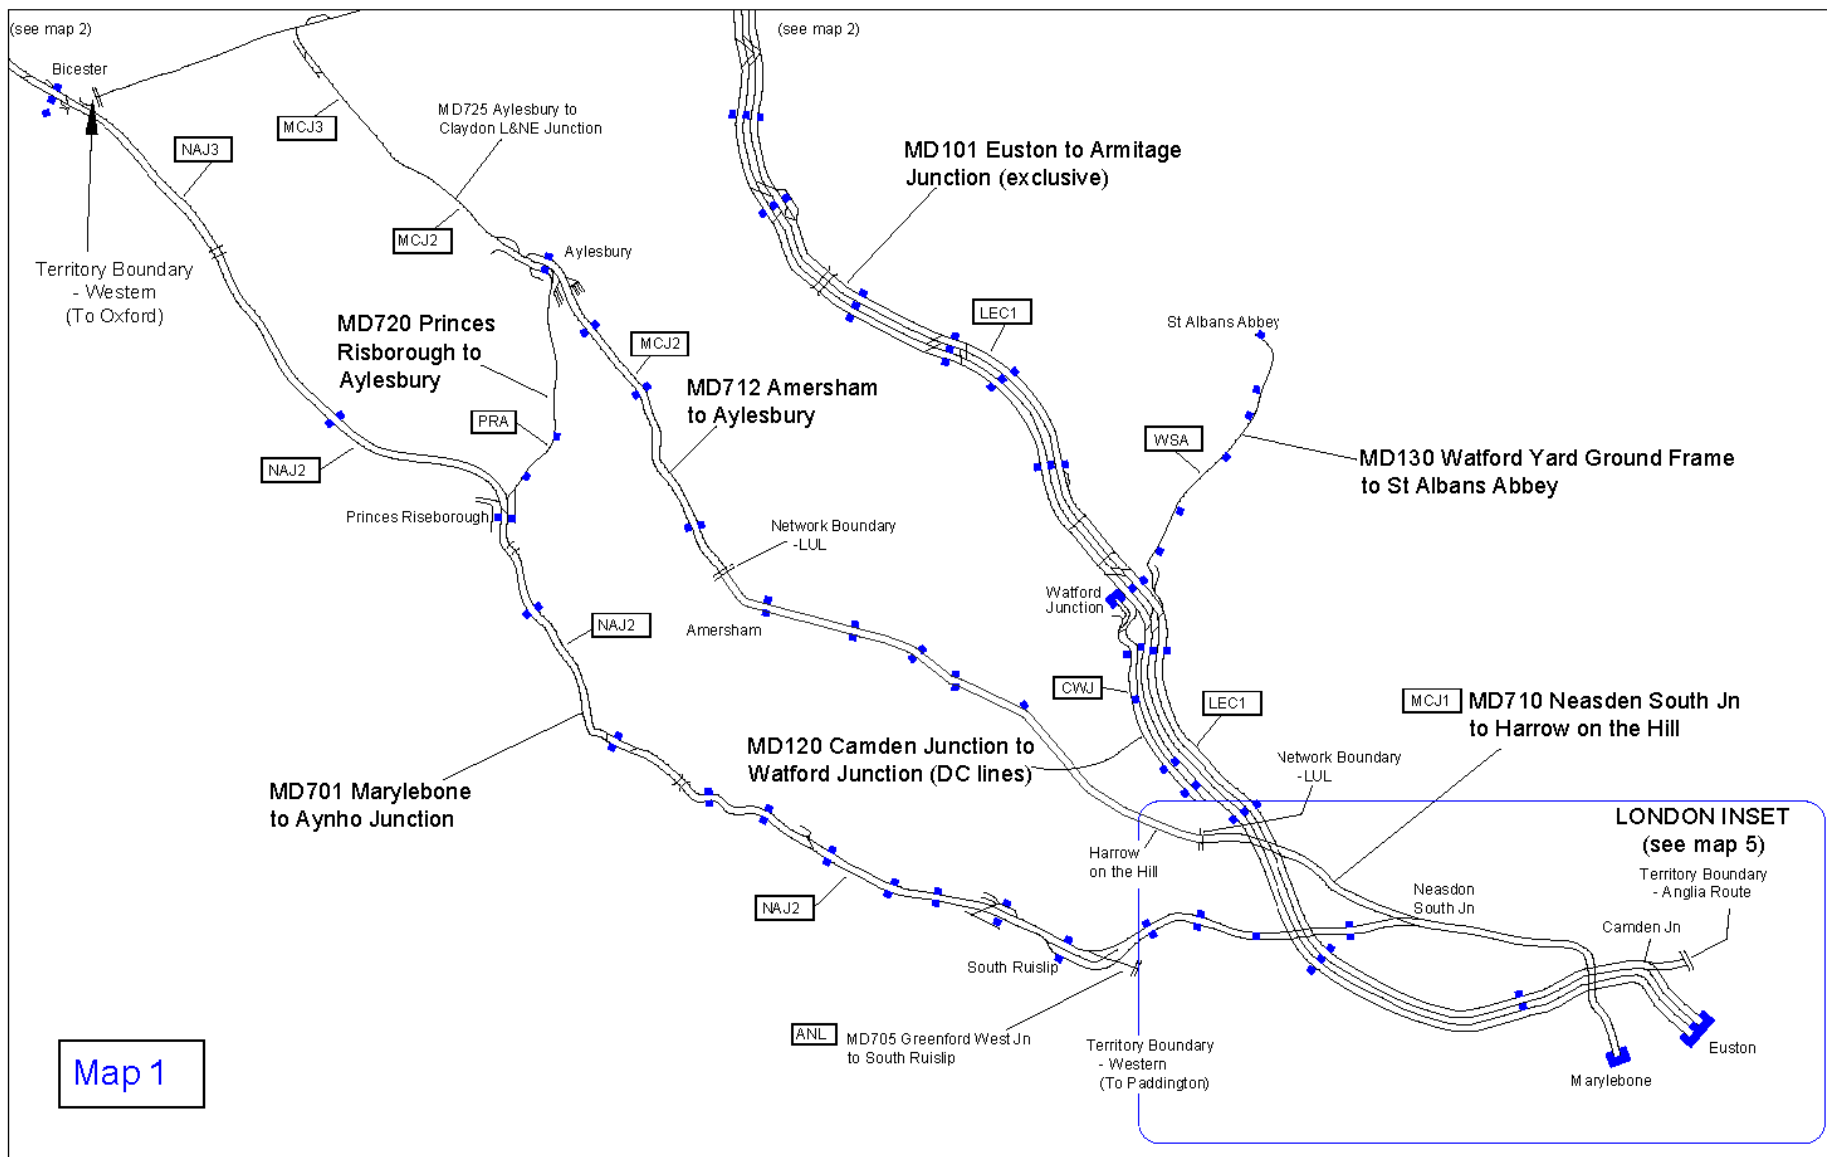 (see map 2)
(see map 2)
Bicester
MCJ3
MD725 Aylesbury to
Claydon L&NE Junction
NAJ3
MD101 Euston to Armitage
Junction (exclusive)
MCJ2
Aylesbury
Territory Boundary
- Western
(To Oxford)
LEC1
St Albans Abbey
MD720 Princes
Risborough to
Aylesbury
MCJ2
MD712 Amersham
to Aylesbury
PRA
WSA
NAJ2
MD130 Watford Yard Ground Frame
to St Albans Abbey
Princes Riseborough
Network Boundary
-LUL
Watford
Junction
NAJ2
Amersham
CWJ
LEC1
MCJ1
MD710 Neasden South Jn
to Harrow on the Hill
MD120 Camden Junction to
Watford Junction (DC lines)
Network Boundary
-LUL
MD701 Marylebone
to Aynho Junction
LONDON INSET
(see map 5)
Harrow
on the Hill
Territory Boundary
- Anglia Route
NAJ2
Neasdon
South Jn
Camden Jn
South Ruislip
ANL
MD705 Greenford West Jn
to South Ruislip
Territory Boundary
- Western
(To Paddington)
Euston
Marylebone
Map 1